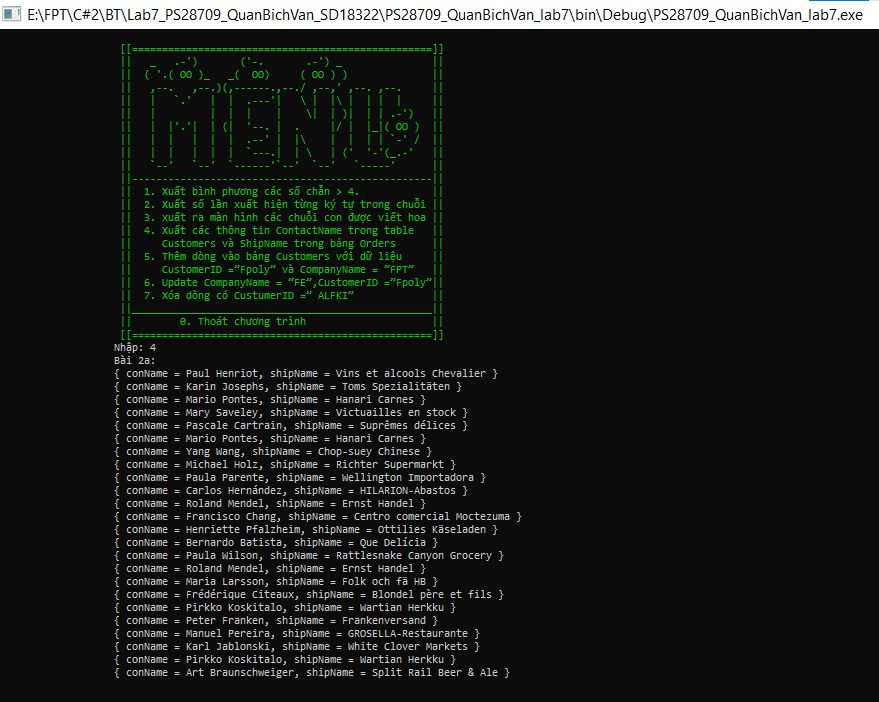 E:\FPT\C#2\BT\Lab7_PS28709_QuanBichVan_SD18322\PS28709_QuanBichVan_lab7\bin\Debug\PS28709_QuanBichVan_lab7.exe
MENU
1. Xuất bình phương các số chẵn > 4.
2. Xuất số lần xuất hiện từng ký tự trong chuỗi
3. xuất ra màn hình các chuỗi con được viết hoa
4. Xuất các thông tin ContactName trong table
Customers và ShipName trong bảng Orders
5. Thêm dòng vào bảng Customers với dữ liệu
CustomerID =”Fpoly” và CompanyName = “FPT”
6. Update CompanyName = “FE”,CustomerID =”Fpoly”
7. Xóa dòng có CustumerID =” ALFKI”
0. Thoát chương trình
Nhập: 4
Bài 2a:
{ conName = Paul Henriot, shipName = Vins et alcools Chevalier }
{ conName = Karin Josephs, shipName = Toms Spezialitäten }
{ conName = Mario Pontes, shipName = Hanari Carnes }
{ conName = Mary Saveley, shipName = Victuailles en stock }
{ conName = Pascale Cartrain, shipName = Suprêmes délices }
{ conName = Mario Pontes, shipName = Hanari Carnes }
{ conName = Yang Wang, shipName = Chop-suey Chinese }
{ conName = Michael Holz, shipName = Richter Supermarkt }
{ conName = Paula Parente, shipName = Wellington Importadora }
{ conName = Carlos Hernández, shipName = HILARION-Abastos }
{ conName = Roland Mendel, shipName = Ernst Handel }
{ conName = Francisco Chang, shipName = Centro comercial Moctezuma }
{ conName = Henriette Pfalzheim, shipName = Ottilies Käseladen }
{ conName = Bernardo Batista, shipName = Que Delícia }
{ conName = Paula Wilson, shipName = Rattlesnake Canyon Grocery }
{ conName = Roland Mendel, shipName = Ernst Handel }
{ conName = Maria Larsson, shipName = Folk och fä HB }
{ conName = Frédérique Citeaux, shipName = Blondel père et fils }
{ conName = Pirkko Koskitalo, shipName = Wartian Herkku }
{ conName = Peter Franken, shipName = Frankenversand }
{ conName = Manuel Pereira, shipName = GROSELLA-Restaurante }
{ conName = Karl Jablonski, shipName = White Clover Markets }
{ conName = Pirkko Koskitalo, shipName = Wartian Herkku }
{ conName = Art Braunschweiger, shipName = Split Rail Beer & Ale }